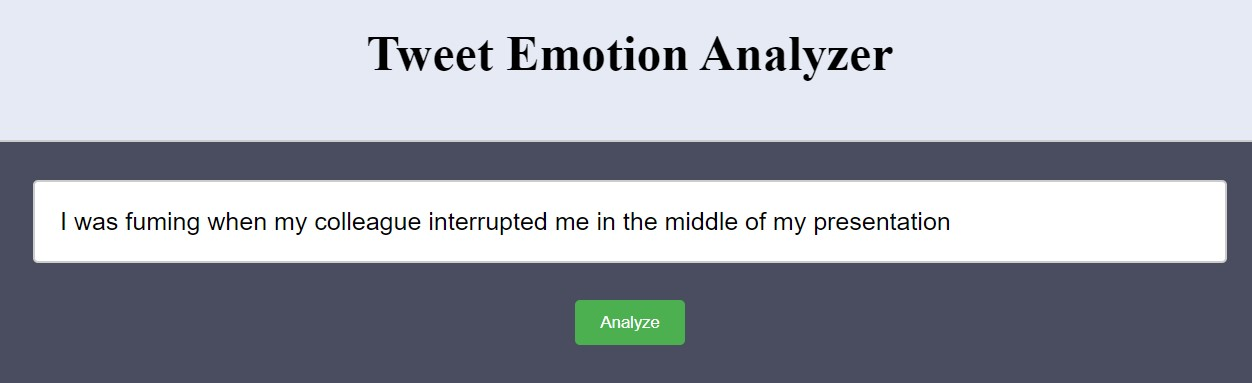 Tweet Emotion Analyzer
I was fuming when my colleague interrupted me in the middle of my presentation
Analyze